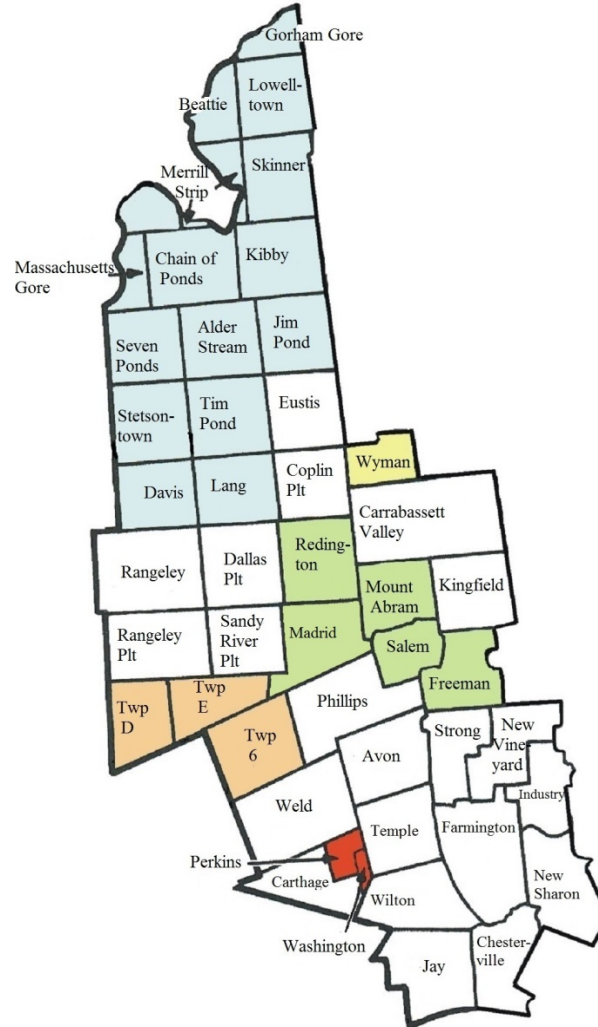 Gorham Gore
Lowell-
town
Beattie
Merrill
Strip
Skinner
Massachusetts
Gore
Chain of
Ponds
Kibby
Seven
Ponds
Alder
Stream
Jim
Pond
Stetson-
town
Tim
Pond
Eustis
Davis
Lang
Coplin
Plt
Wyman
Carrabassett
Valley
Rangeley
Dallas
Plt
Reding-
ton
Mount
Abram
Kingfield
Rangeley
Plt
Sandy
River
Plt
Madrid
Salem
Freeman
Twp
D
Twp
E
Twp
6
Phillips
Strong
New
Vine-
yard
Avon
Industry
Weld
Temple
Farmington
Perkins
Carthage
Wilton
New
Sharon
Washington
Jay
Chester-
ville